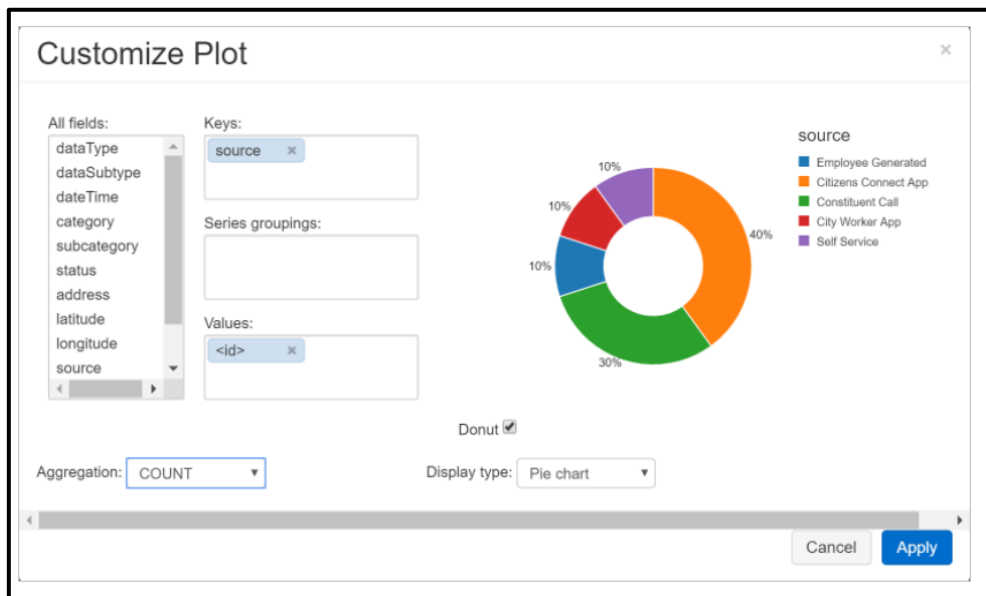 Customize Plot
×
All fields:
dataType
dataSubtype
dateTime
category
subcategory
status
address
latitude
longitude
source
Keys:
source ×
Series groupings:
Values:
<id> ×
source
Employee Generated
Citizens Connect App
Constituent Call
City Worker App
Self Service
10%
10%
10%
40%
30%
Donut
Aggregation: COUNT
Display type: Pie chart
Cancel
Apply